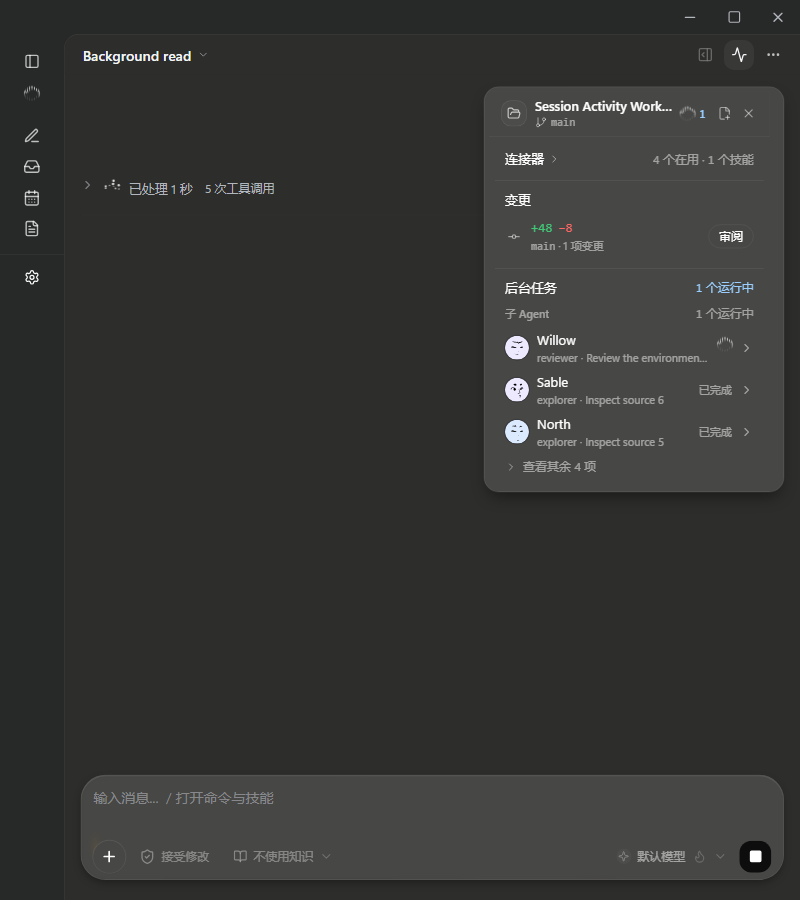 Background read
Session Activity Work... 1
main
连接器 4 个在用 · 1 个技能
变更
+48 −8
main · 1 项变更
审阅
后台任务 1 个运行中
子 Agent 1 个运行中
Willow
reviewer · Review the environmen...
Sable
explorer · Inspect source 6
已完成
North
explorer · Inspect source 5
已完成
查看其余 4 项
已处理 1 秒 5 次工具调用
输入消息... / 打开命令与技能
接受修改 不使用知识 默认模型